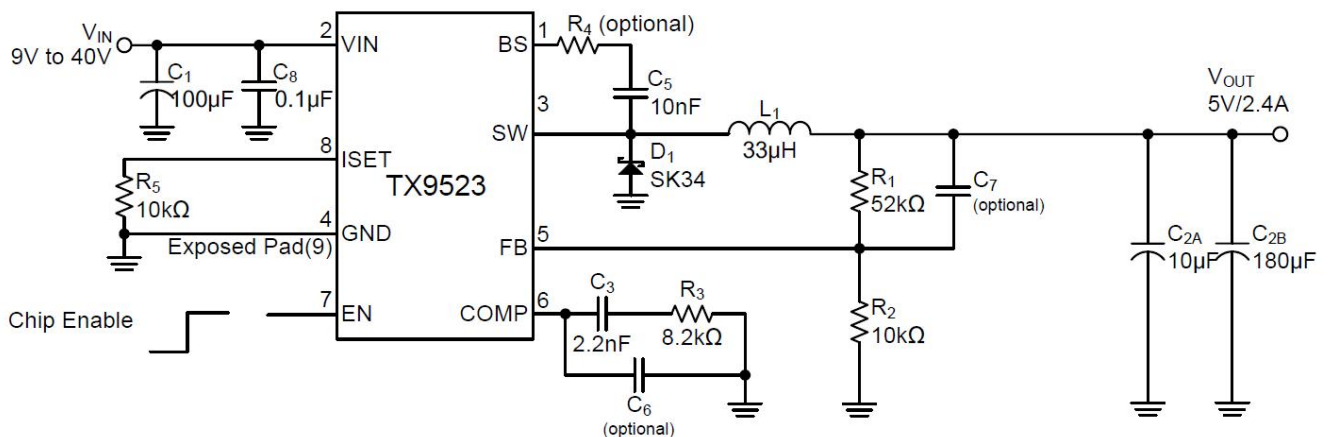 VIN
9V to 40V
C1
100µF
C8
0.1µF
2
VIN
8
ISET
R5
10kΩ
4
GND
Exposed Pad(9)
7
EN
Chip Enable
TX9523
1
BS
R4 (optional)
C5
10nF
3
SW
L1
33µH
D1
SK34
R1
52kΩ
C7
(optional)
5
FB
R2
10kΩ
6
COMP
C3
2.2nF
R3
8.2kΩ
C6
(optional)
VOUT
5V/2.4A
C2A
10µF
C2B
180µF